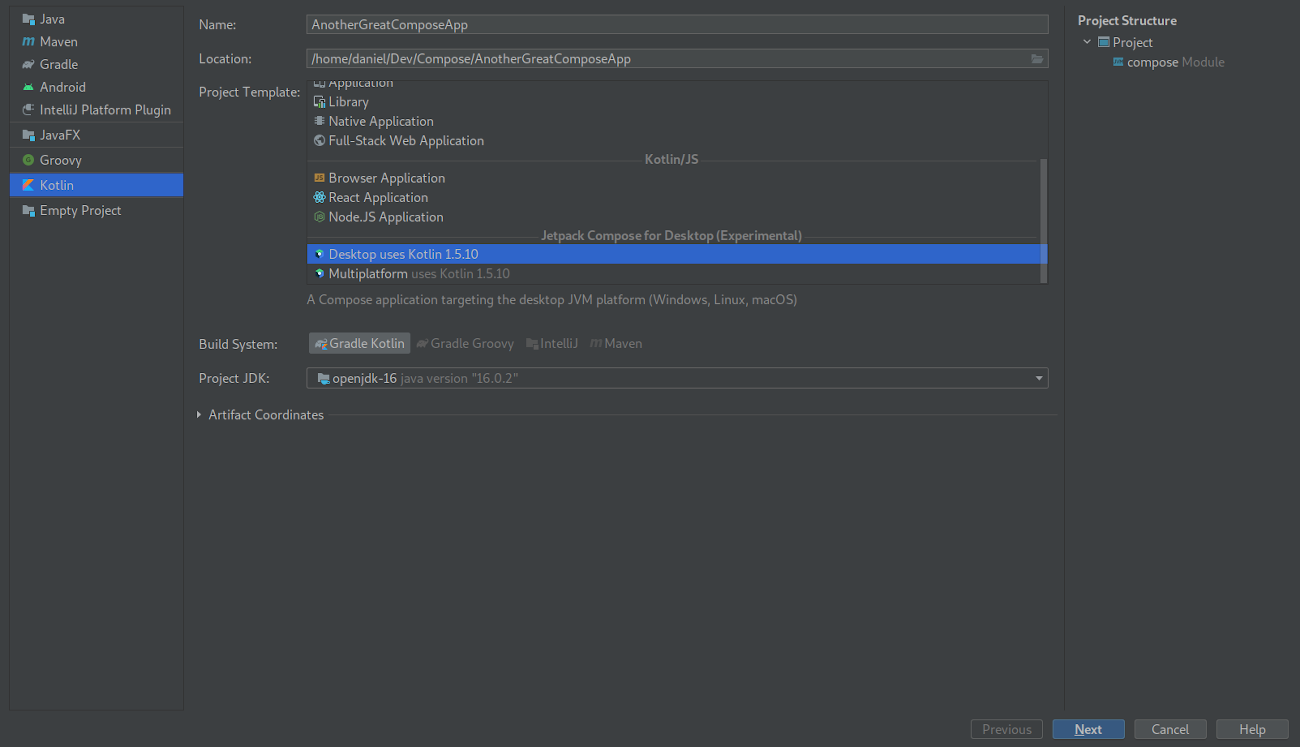 Java
Maven
Gradle
Android
IntelliJ Platform Plugin
JavaFX
Groovy
Kotlin
Empty Project
Name: AnotherGreatComposeApp
Location: /home/daniel/Dev/Compose/AnotherGreatComposeApp
Project Template:
Application
Library
Native Application
Full-Stack Web Application
Kotlin/JS
Browser Application
React Application
Node.JS Application
Jetpack Compose for Desktop (Experimental)
Desktop uses Kotlin 1.5.10
Multiplatform uses Kotlin 1.5.10
A Compose application targeting the desktop JVM platform (Windows, Linux, macOS)
Build System: Gradle Kotlin Gradle Groovy IntelliJ Maven
Project JDK: openjdk-16 java version "16.0.2"
Artifact Coordinates
Project Structure
Project
compose Module
Previous Next Cancel Help